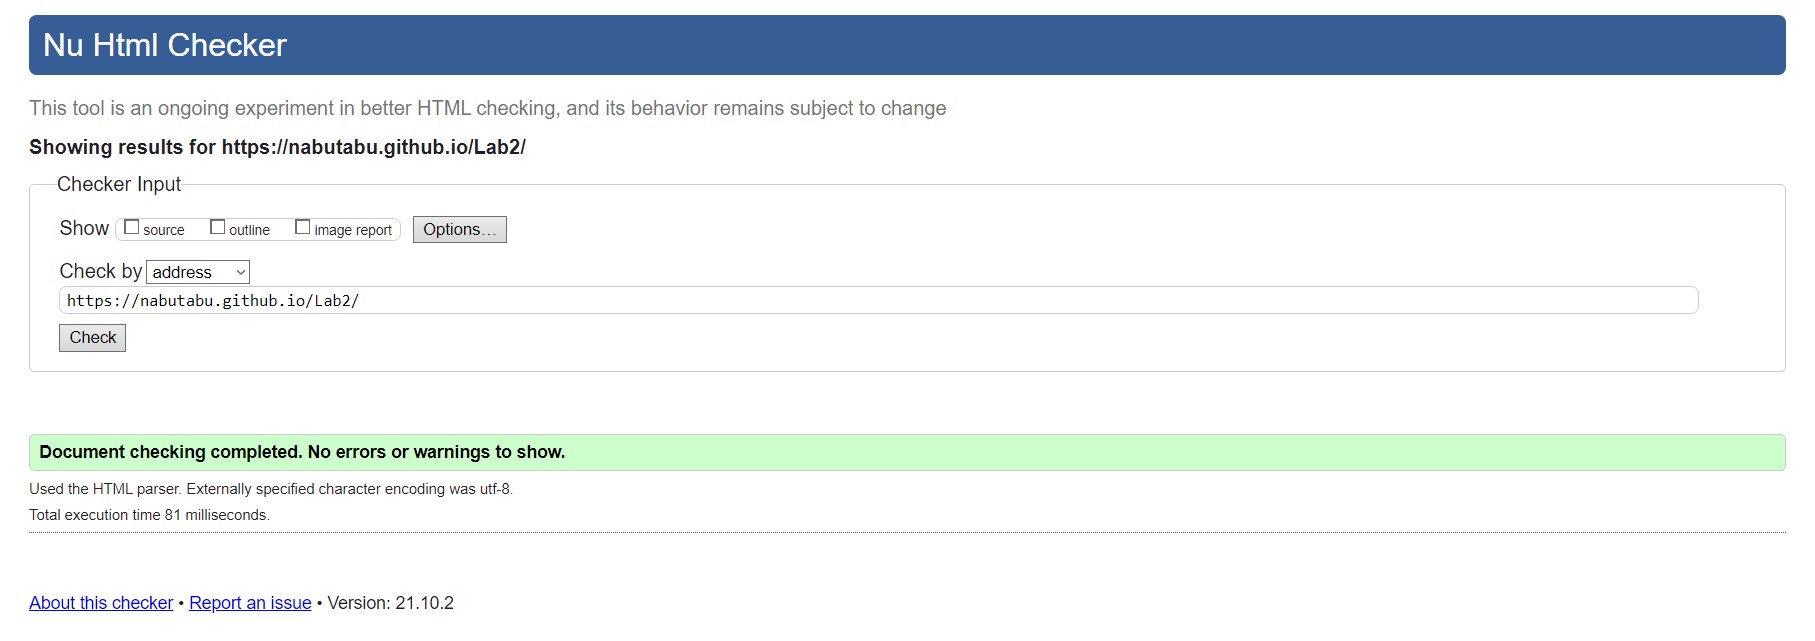 Nu Html Checker
This tool is an ongoing experiment in better HTML checking, and its behavior remains subject to change
Showing results for https://nabutabu.github.io/Lab2/
Checker Input
Show source outline image report Options...
Check by address
https://nabutabu.github.io/Lab2/
Check
Document checking completed. No errors or warnings to show.
Used the HTML parser. Externally specified character encoding was utf-8.
Total execution time 81 milliseconds.
About this checker • Report an issue • Version: 21.10.2